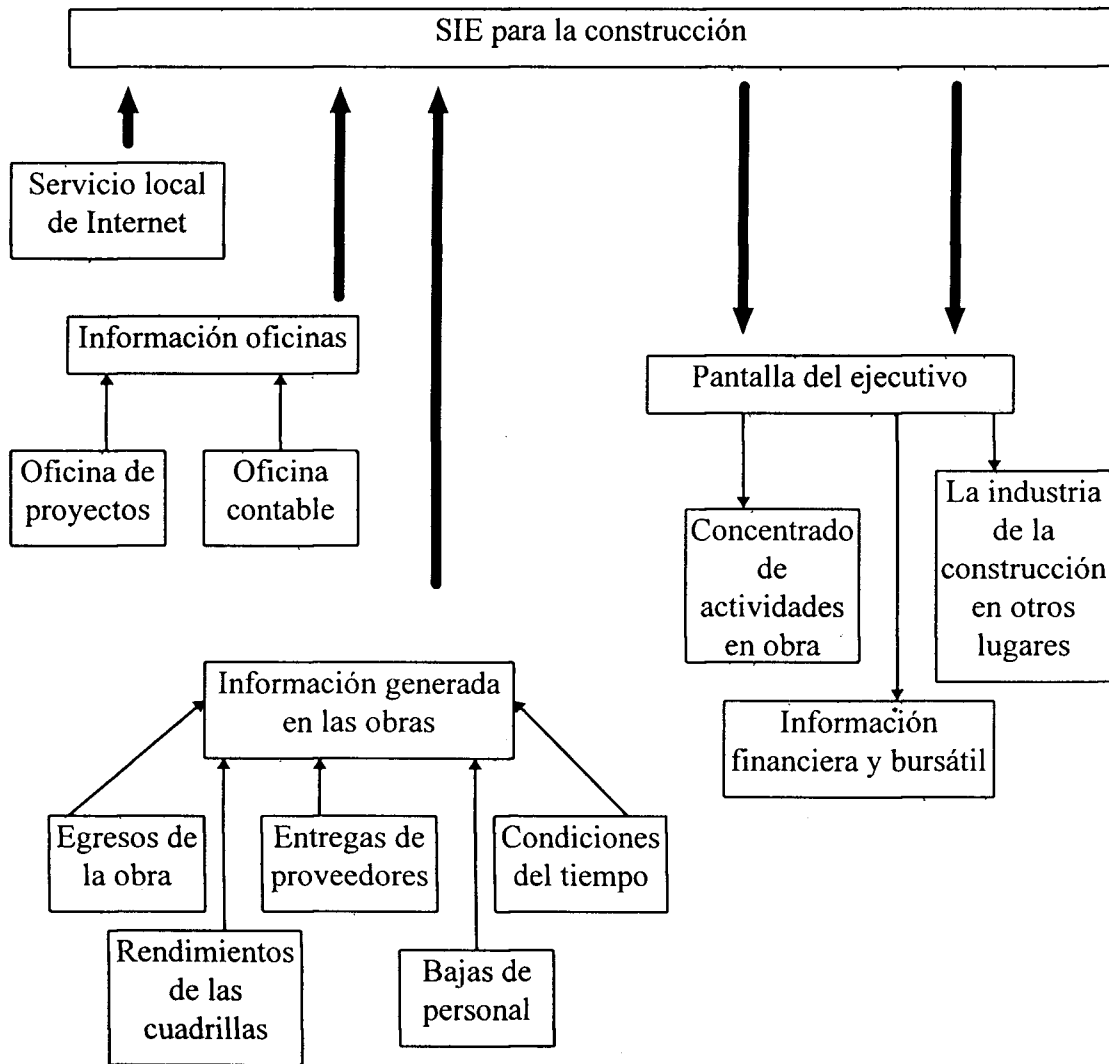 SIE para la construcción
Servicio local
de Internet
Información oficinas
Oficina de
proyectos
Oficina
contable
Pantalla del ejecutivo
Concentrado
de
actividades
en obra
La industria
de la
construcción
en otros
lugares
Información
financiera y bursátil
Información generada
en las obras
Egresos de
la obra
Entregas de
proveedores
Condiciones
del tiempo
Rendimientos
de las
cuadrillas
Bajas de
personal